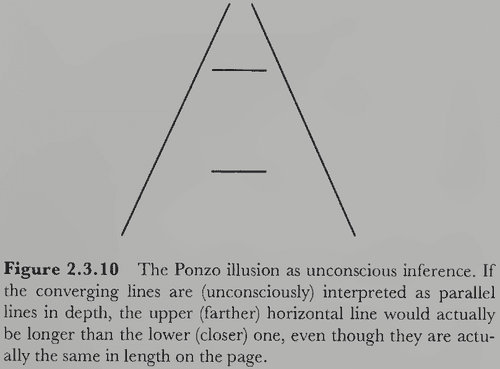 Figure 2.3.10 The Ponzo illusion as unconscious inference. If
the converging lines are (unconsciously) interpreted as parallel
lines in depth, the upper (farther) horizontal line would actually
be longer than the lower (closer) one, even though they are actu-
ally the same in length on the page.